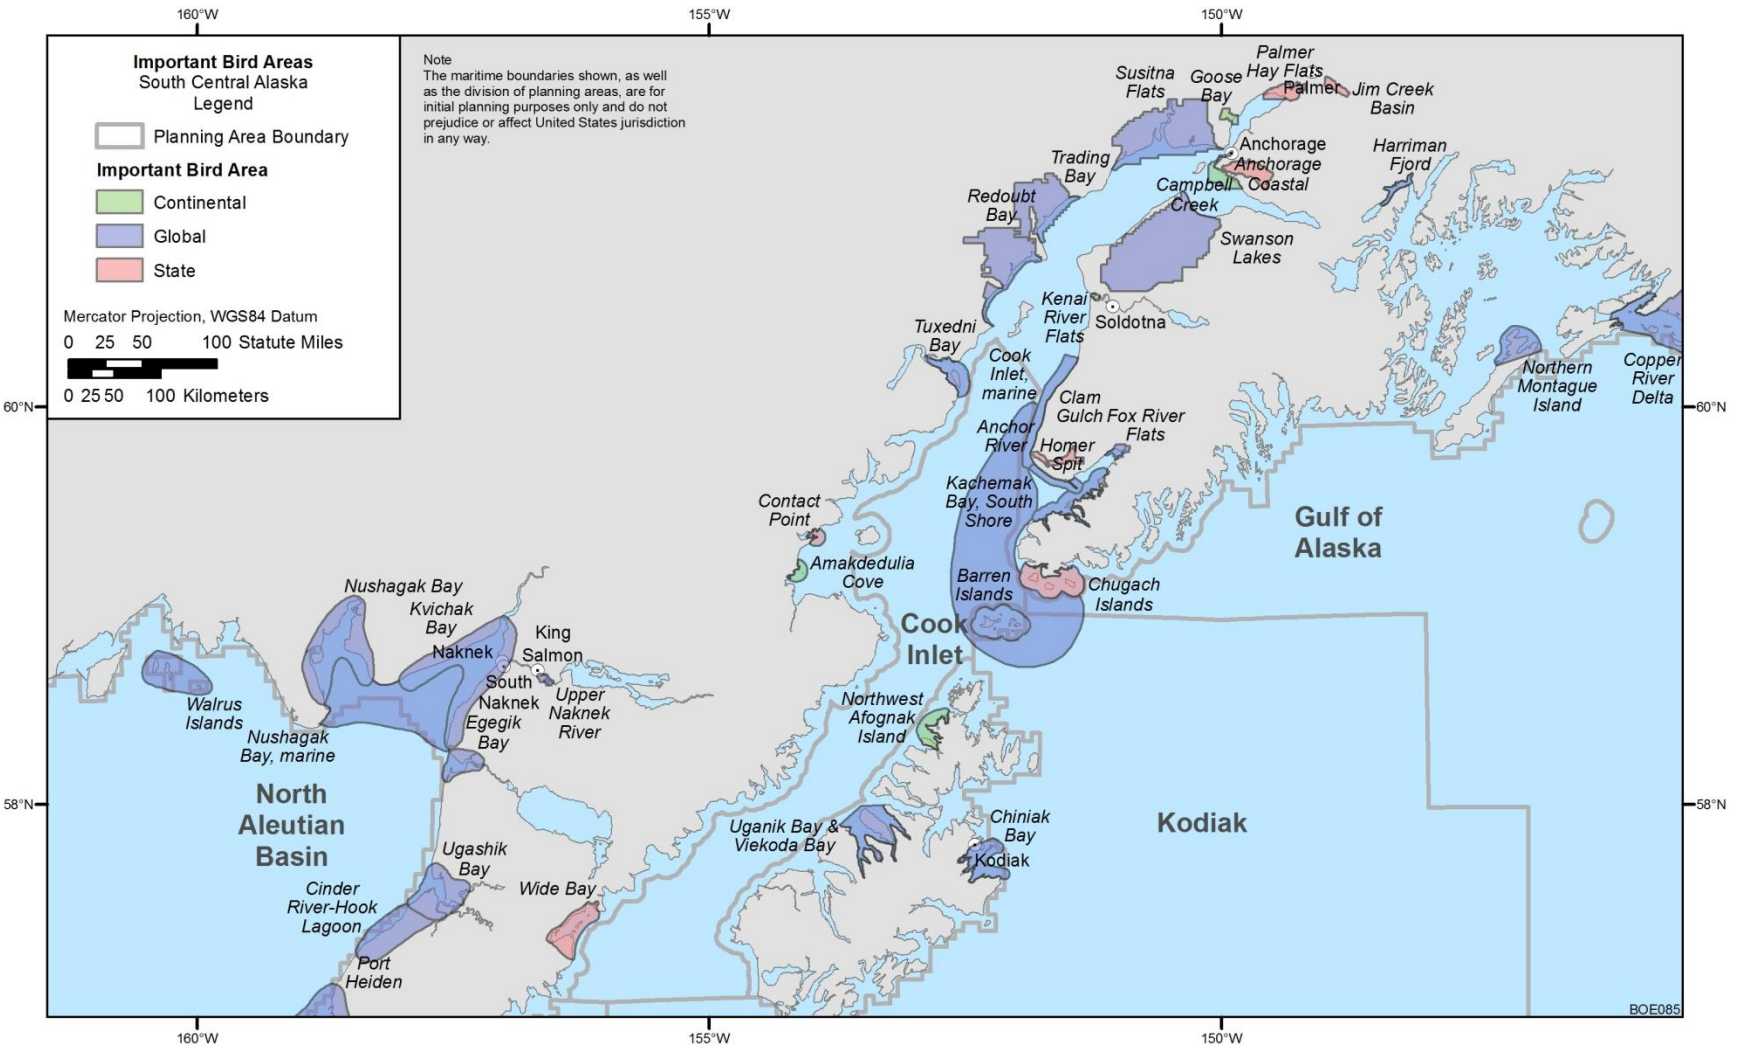 160°W
155°W
150°W
Important Bird Areas
South Central Alaska
Legend
Planning Area Boundary
Important Bird Area
Continental
Global
State
Mercator Projection, WGS84 Datum
0 25 50 100 Statute Miles
0 25 50 100 Kilometers
Note
The maritime boundaries shown, as well
as the division of planning areas, are for
initial planning purposes only and do not
prejudice or affect United States jurisdiction
in any way.
Susitna
Flats
Goose
Bay
Palmer
Hay Flats
Palmer
Jim Creek
Basin
Anchorage
Anchorage
Coastal
Harriman
Fjord
Trading
Bay
Campbell
Creek
Redoubt
Bay
Swanson
Lakes
Kenai
River
Flats
Soldotna
Tuxedni
Bay
Cook
Inlet,
marine
Northern
Montague
Island
Copper
River
Delta
60°N
60°N
Clam
Gulch
Fox River
Flats
Anchor
River
Homer
Spit
Kachemak
Bay, South
Shore
Contact
Point
Gulf of
Alaska
Amakdedulia
Cove
Barren
Islands
Chugach
Islands
Nushagak Bay
Kvichak
Bay
Cook
Inlet
King
Salmon
Naknek
South
Naknek
Upper
Naknek
River
Walrus
Islands
Nushagak
Bay, marine
Egegik
Bay
Northwest
Afognak
Island
North
Aleutian
Basin
58°N
58°N
Uganik Bay &
Viekoda Bay
Chiniak
Bay
Kodiak
Kodiak
Ugashik
Bay
Cinder
River-Hook
Lagoon
Wide Bay
Port
Heiden
BOE085
160°W
155°W
150°W